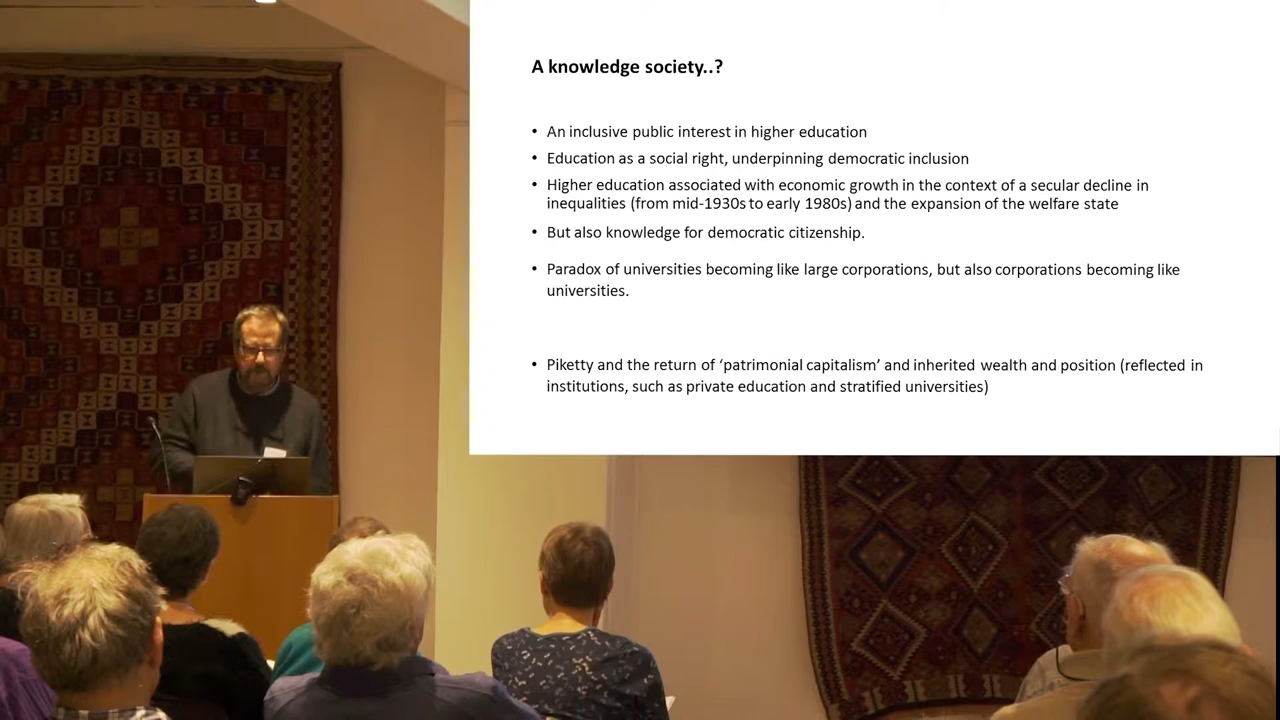 A knowledge society..?
• An inclusive public interest in higher education
• Education as a social right, underpinning democratic inclusion
• Higher education associated with economic growth in the context of a secular decline in
inequalities (from mid-1930s to early 1980s) and the expansion of the welfare state
• But also knowledge for democratic citizenship.
• Paradox of universities becoming like large corporations, but also corporations becoming like
universities.
• Piketty and the return of ‘patrimonial capitalism’ and inherited wealth and position (reflected in
institutions, such as private education and stratified universities)